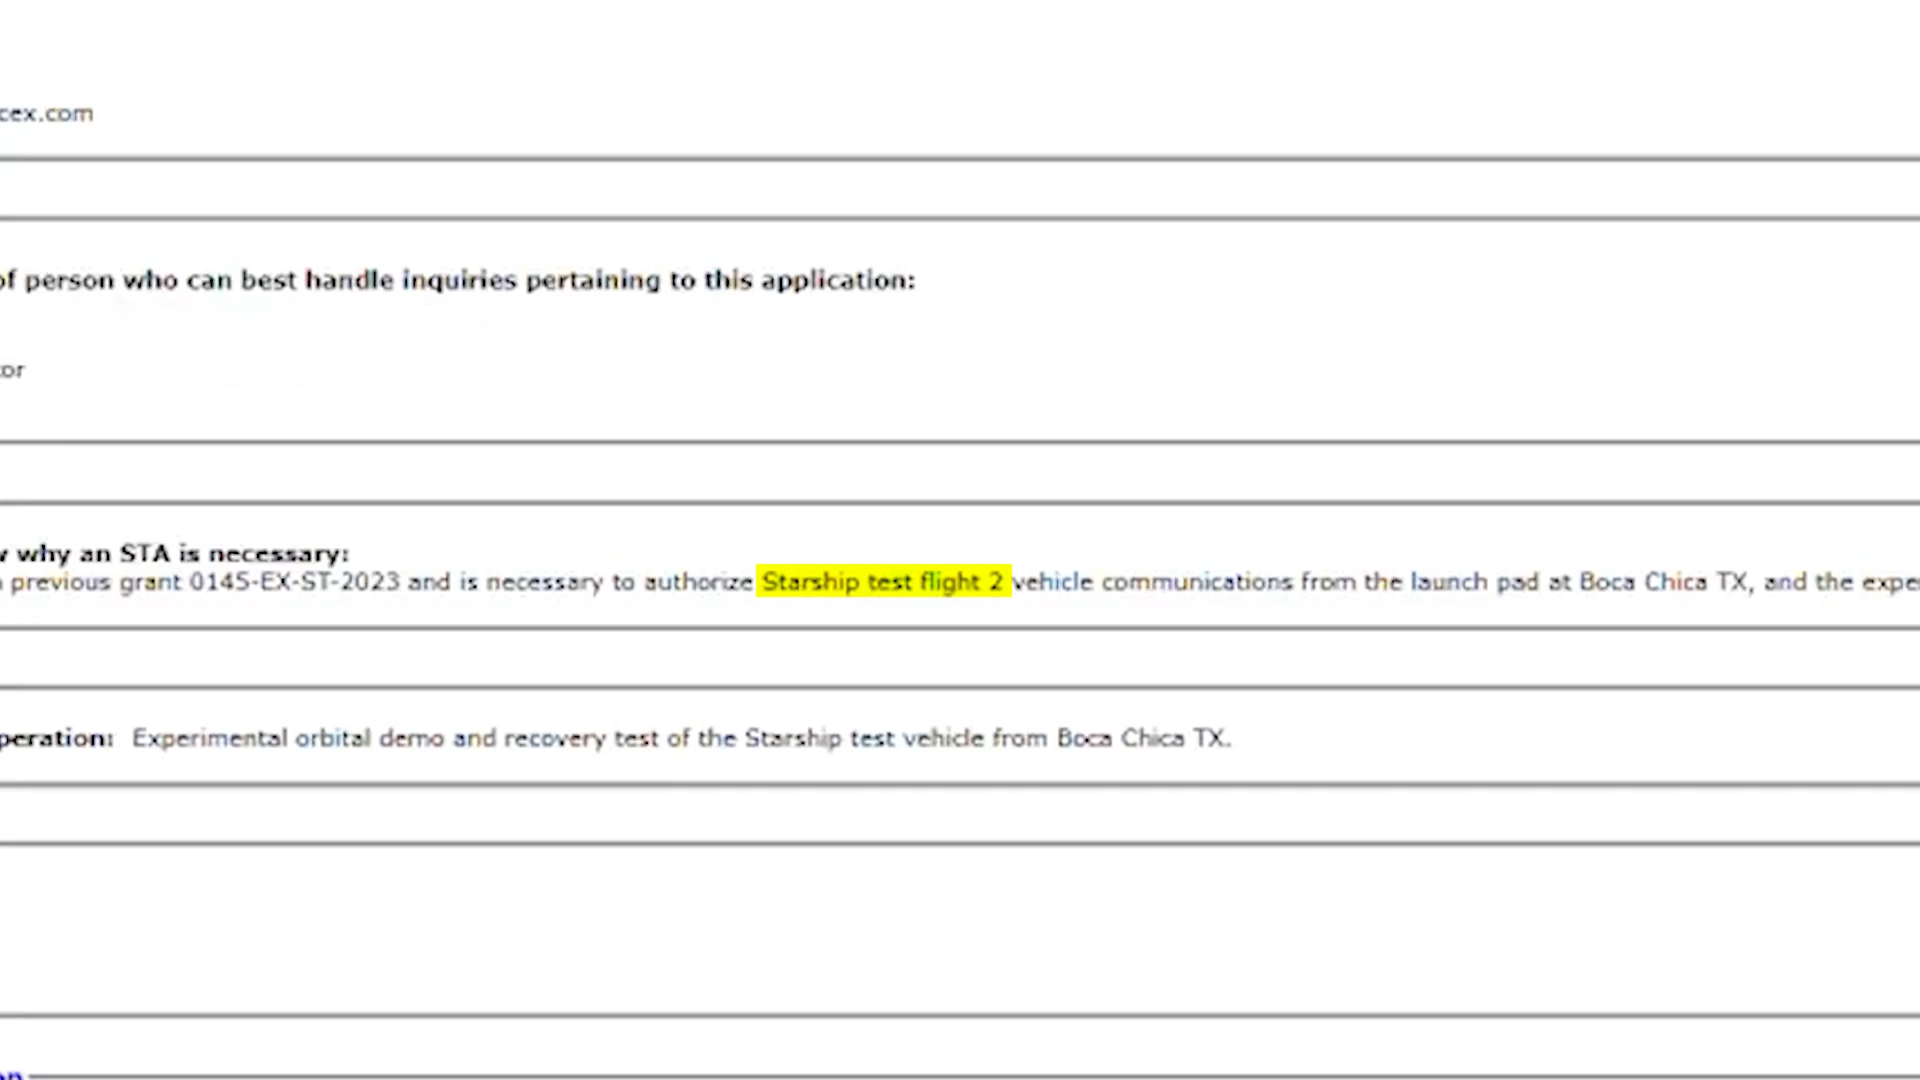 cex.com
of person who can best handle inquiries pertaining to this application:
tor
why an STA is necessary:
previous grant 0145-EX-ST-2023 and is necessary to authorize Starship test flight 2 vehicle communications from the launch pad at Boca Chica TX, and the expe
peration: Experimental orbital demo and recovery test of the Starship test vehicle from Boca Chica TX.
on